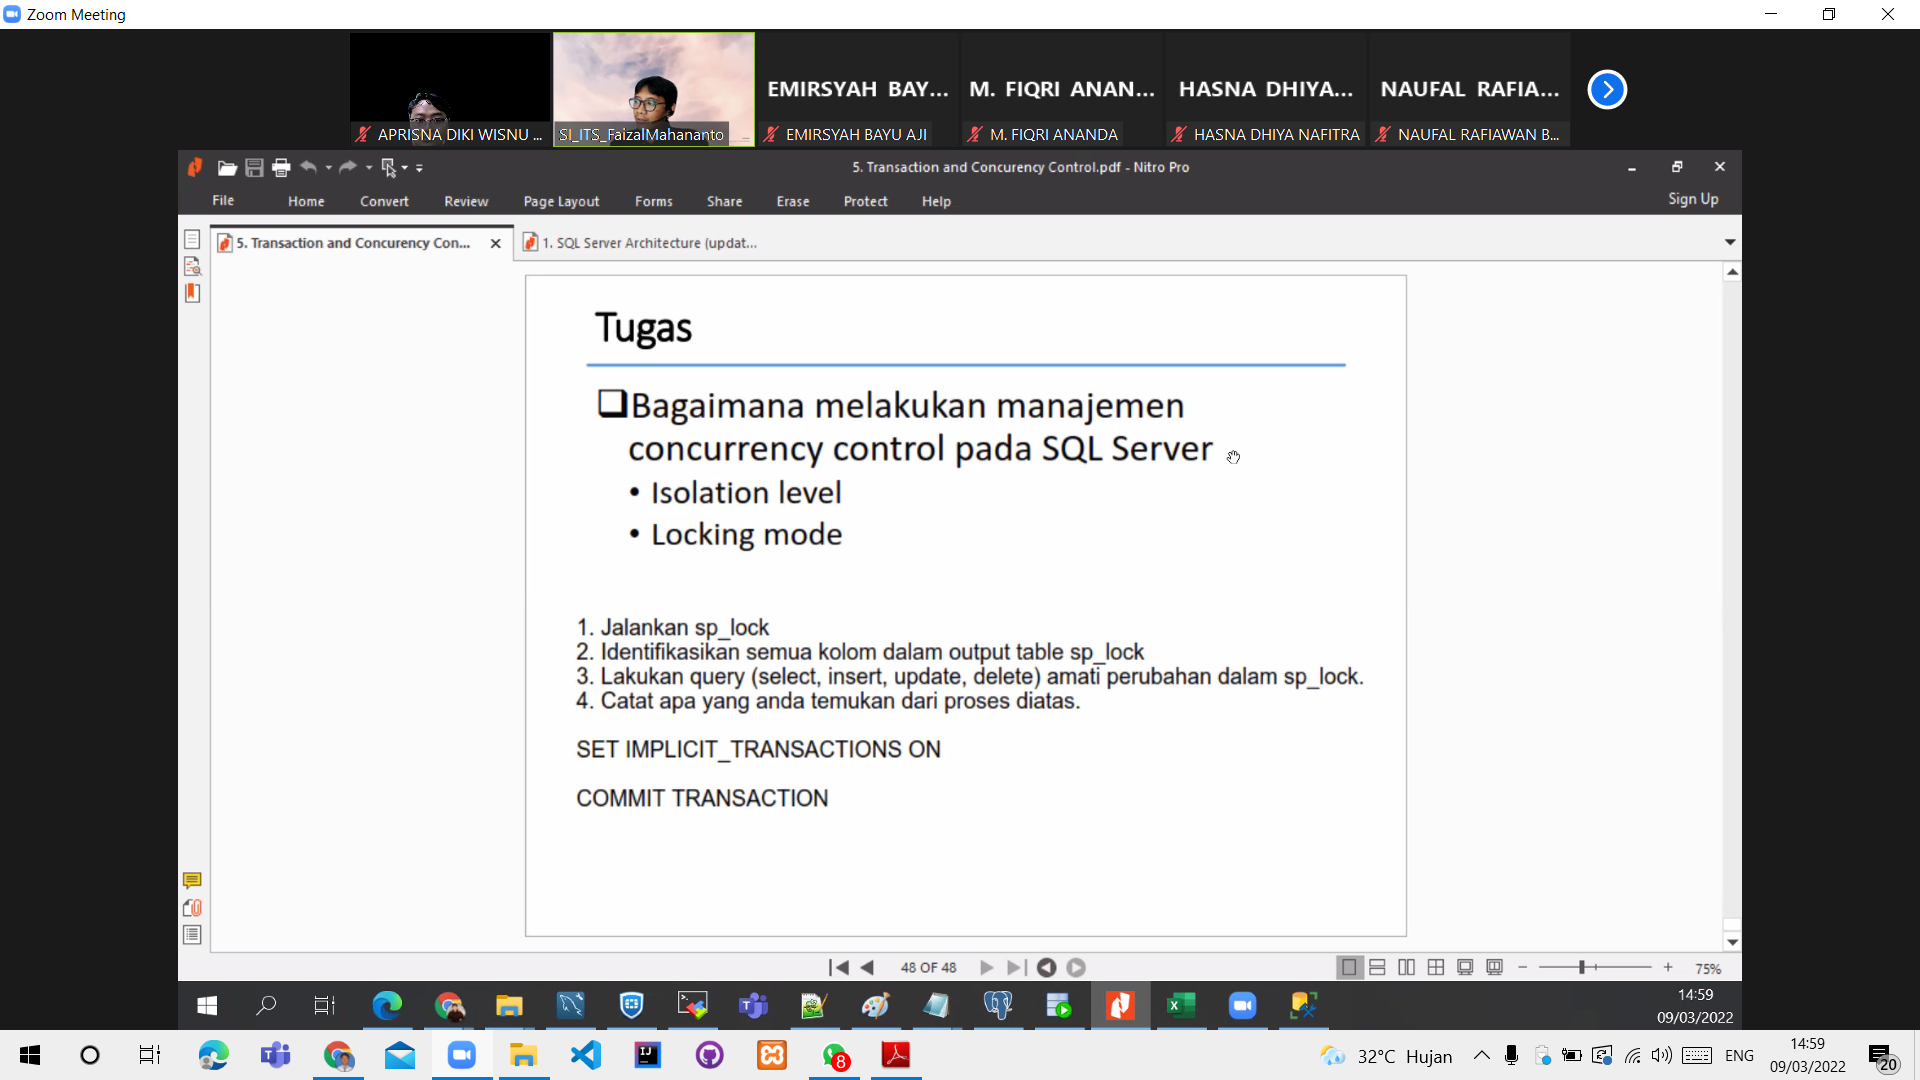 Zoom Meeting
EMIRSYAH BAY...
M. FIQRI ANAN...
HASNA DHIYA...
NAUFAL RAFIA...
APRISNA DIKI WISNU ...
SI_ITS_FaizalMahananto
EMIRSYAH BAYU AJI
M. FIQRI ANANDA
HASNA DHIYA NAFITRA
NAUFAL RAFIAWAN B...
5. Transaction and Concurency Control.pdf - Nitro Pro
File
Home
Convert
Review
Page Layout
Forms
Share
Erase
Protect
Help
Sign Up
5. Transaction and Concurency Con...
1. SQL Server Architecture (updat...
Tugas
Bagaimana melakukan manajemen
concurrency control pada SQL Server
• Isolation level
• Locking mode
1. Jalankan sp_lock
2. Identifikasikan semua kolom dalam output table sp_lock
3. Lakukan query (select, insert, update, delete) amati perubahan dalam sp_lock.
4. Catat apa yang anda temukan dari proses diatas.
SET IMPLICIT_TRANSACTIONS ON
COMMIT TRANSACTION
48 OF 48
75%
14:59
09/03/2022
8
32°C Hujan
ENG
14:59
09/03/2022
20